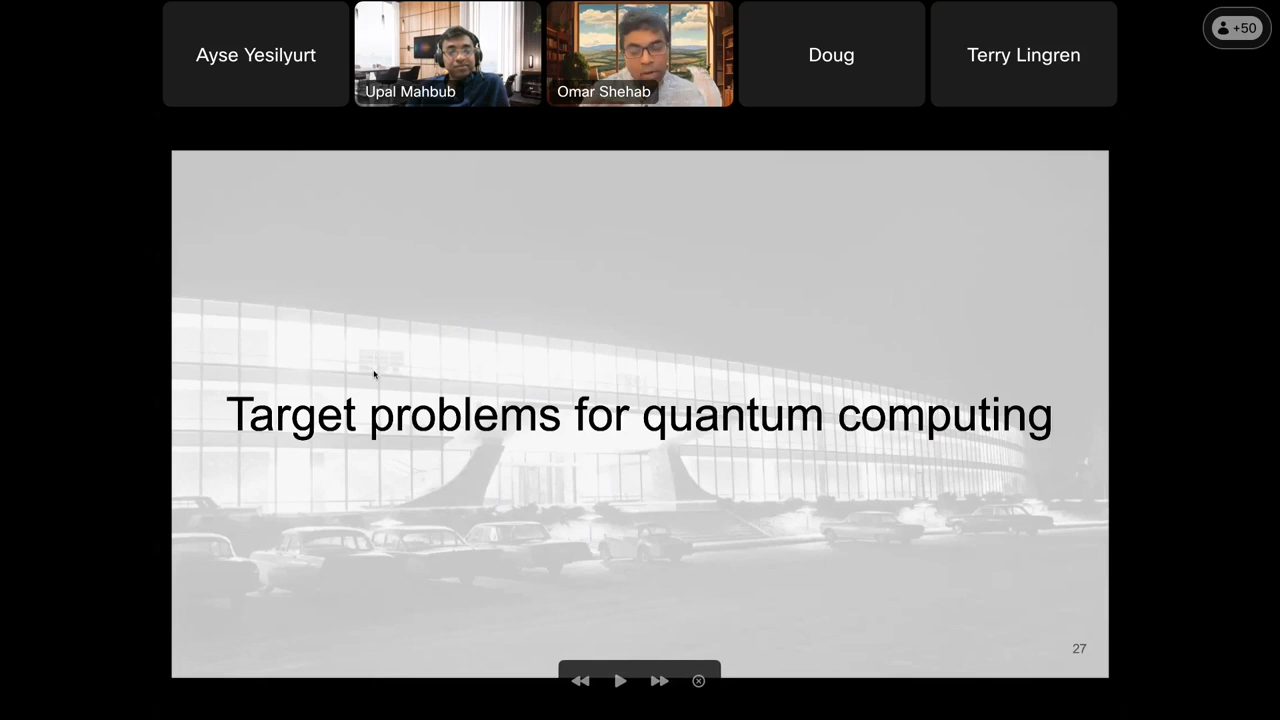 Ayse Yesilyurt
Upal Mahbub
Omar Shehab
Doug
Terry Lingren
+50
Target problems for quantum computing
27